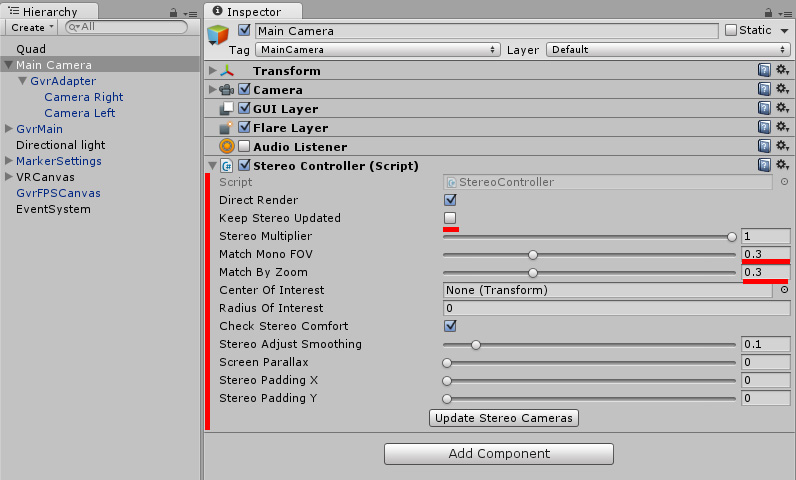 Hierarchy
Create
All
Quad
Main Camera
GvrAdapter
Camera Right
Camera Left
GvrMain
Directional light
MarkerSettings
VRCanvas
GvrFPSCanvas
EventSystem
Inspector
Main Camera
Static
Tag MainCamera Layer Default
Transform
Camera
GUI Layer
Flare Layer
Audio Listener
Stereo Controller (Script)
Script StereoController
Direct Render
Keep Stereo Updated
Stereo Multiplier 1
Match Mono FOV 0.3
Match By Zoom 0.3
Center Of Interest None (Transform)
Radius Of Interest 0
Check Stereo Comfort
Stereo Adjust Smoothing 0.1
Screen Parallax 0
Stereo Padding X 0
Stereo Padding Y 0
Update Stereo Cameras
Add Component